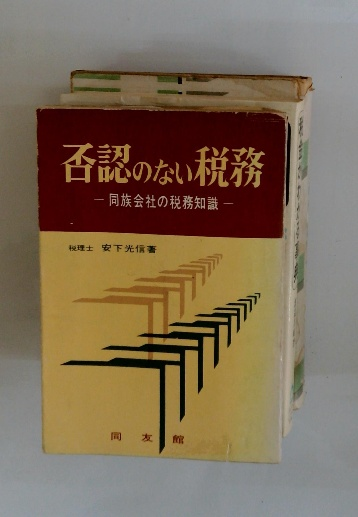 否認のない税務
―同族会社の税務知識―
税理士 安下光信著
同友館